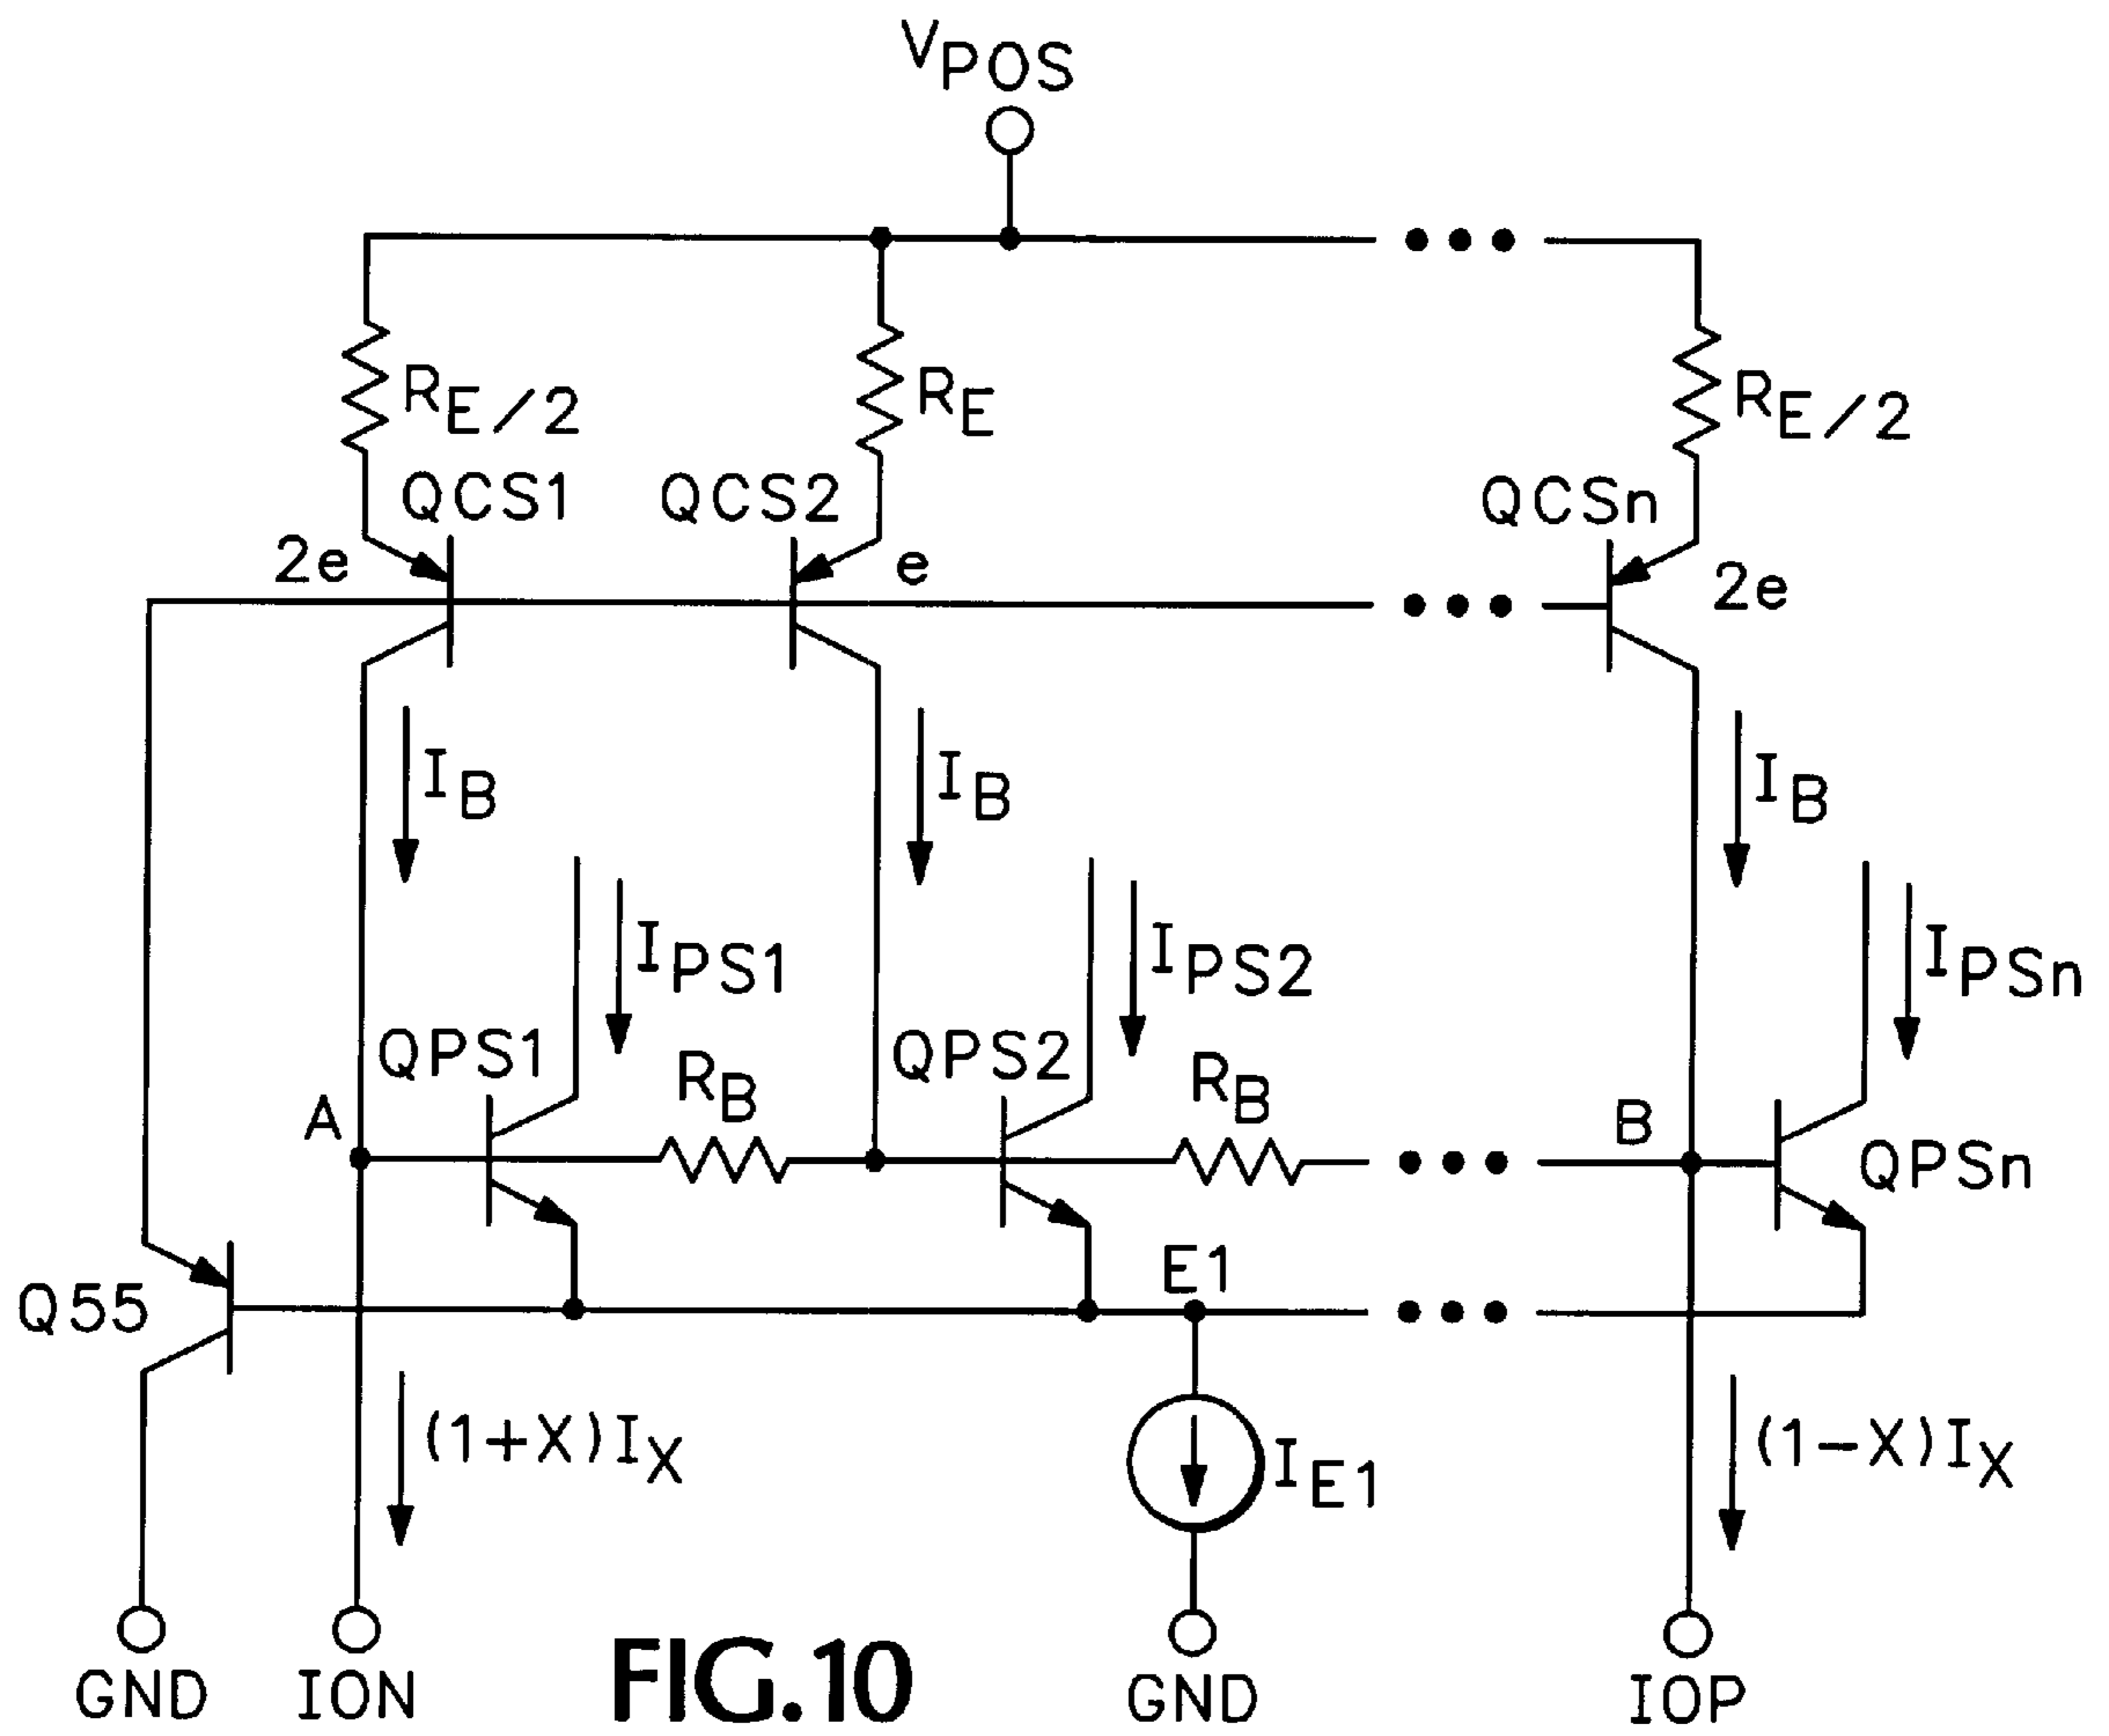 VPOS
RE/2
RE
RE/2
QCS1
QCS2
QCSn
2e
e
2e
IB
IB
IB
IPS1
IPS2
IPSn
QPS1
RB
QPS2
RB
A
B
QPSn
E1
Q55
(1+X)IX
IE1
(1-X)IX
GND
ION
FIG.10
GND
IOP